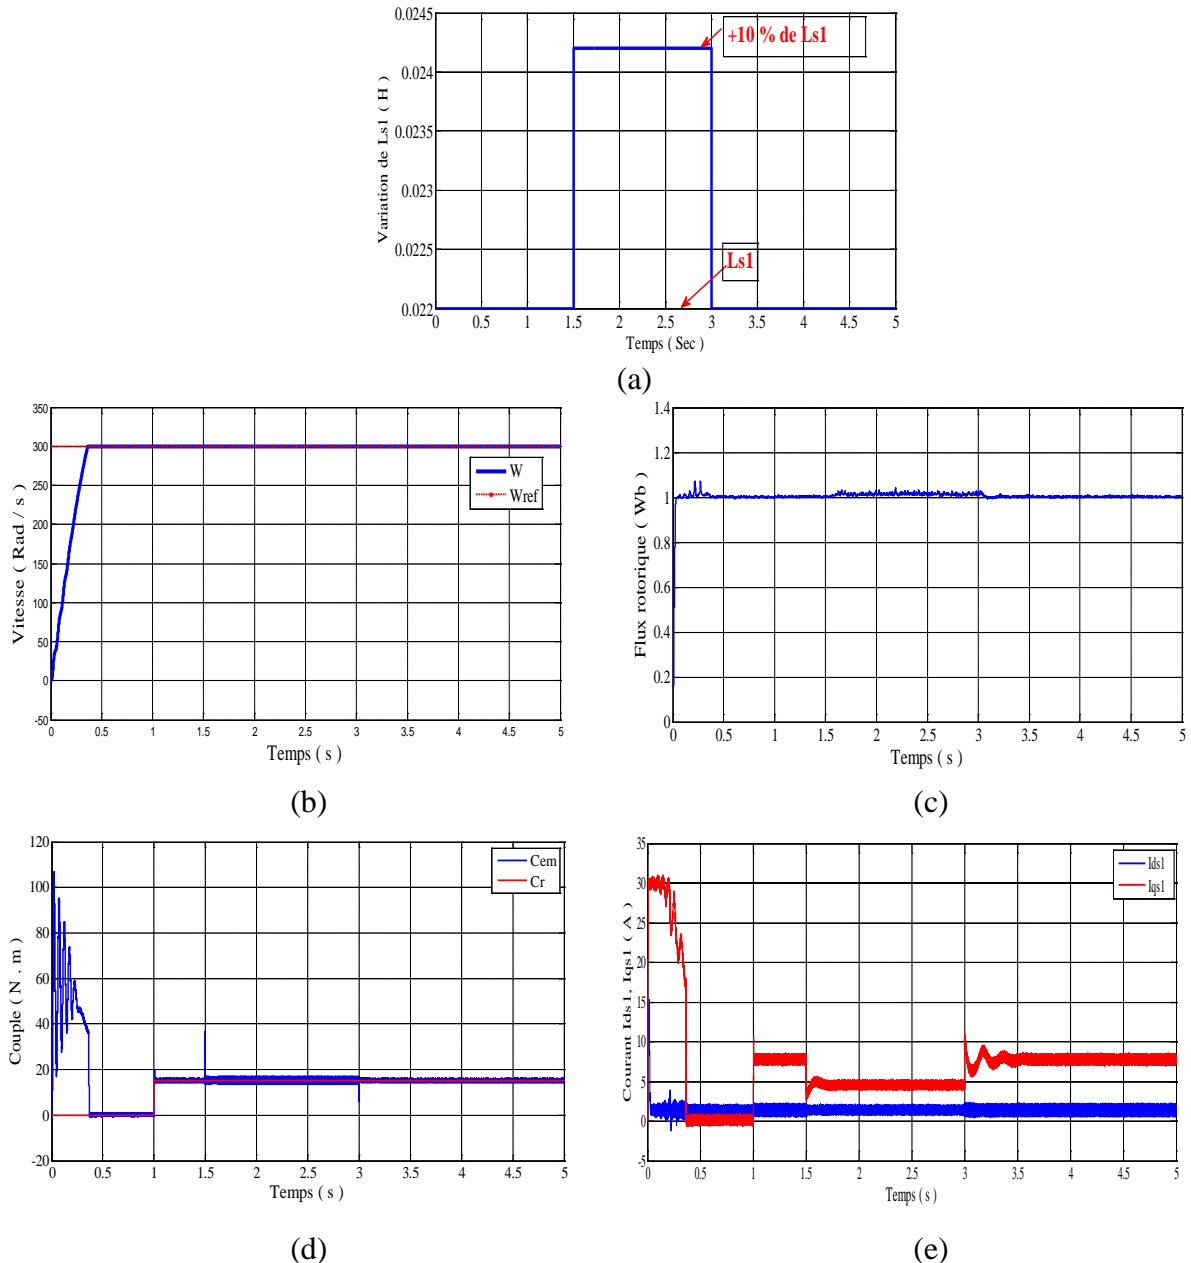 0.0245
0.024
0.0235
0.023
0.0225
0.022
Variation de Ls1 ( H )
+10 % de Ls1
Ls1
0 0.5 1 1.5 2 2.5 3 3.5 4 4.5 5
Temps ( Sec )
(a)
350
300
250
200
150
100
50
0
-50
Vitesse ( Rad / s )
W
Wref
0 0.5 1 1.5 2 2.5 3 3.5 4 4.5 5
Temps ( s )
(b)
1.4
1.2
1
0.8
0.6
0.4
0.2
0
Flux rotorique ( Wb )
0 0.5 1 1.5 2 2.5 3 3.5 4 4.5 5
Temps ( s )
(c)
120
100
80
60
40
20
0
-20
Couple ( N . m )
Cem
Cr
0 0.5 1 1.5 2 2.5 3 3.5 4 4.5 5
Temps ( s )
(d)
35
30
25
20
15
10
5
0
-5
Courant Ids1, Iqs1 ( A )
Ids1
Iqs1
0 0.5 1 1.5 2 2.5 3 3.5 4 4.5 5
Temps ( s )
(e)